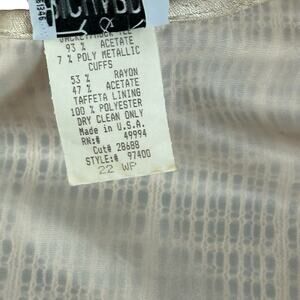 93 % ACETATE
7 % POLY METALLIC
CUFFS
53 % RAYON
47 % ACETATE
TAFFETA LINING
100 % POLYESTER
DRY CLEAN ONLY
Made in U.S.A.
RN:# 49994
Cut# 28688
STYLE:# 97400
22 WP